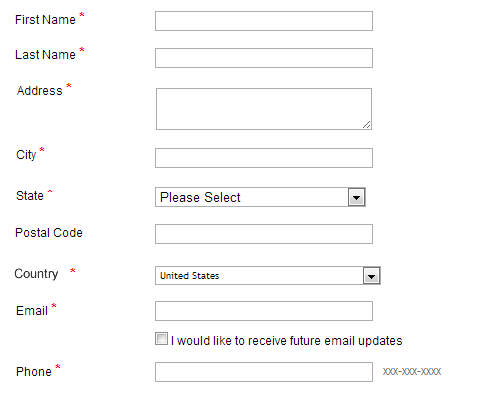 First Name *
Last Name *
Address *
City *
State *
Please Select
Postal Code
Country *
United States
Email *
I would like to receive future email updates
Phone * xxx-xxx-xxxx